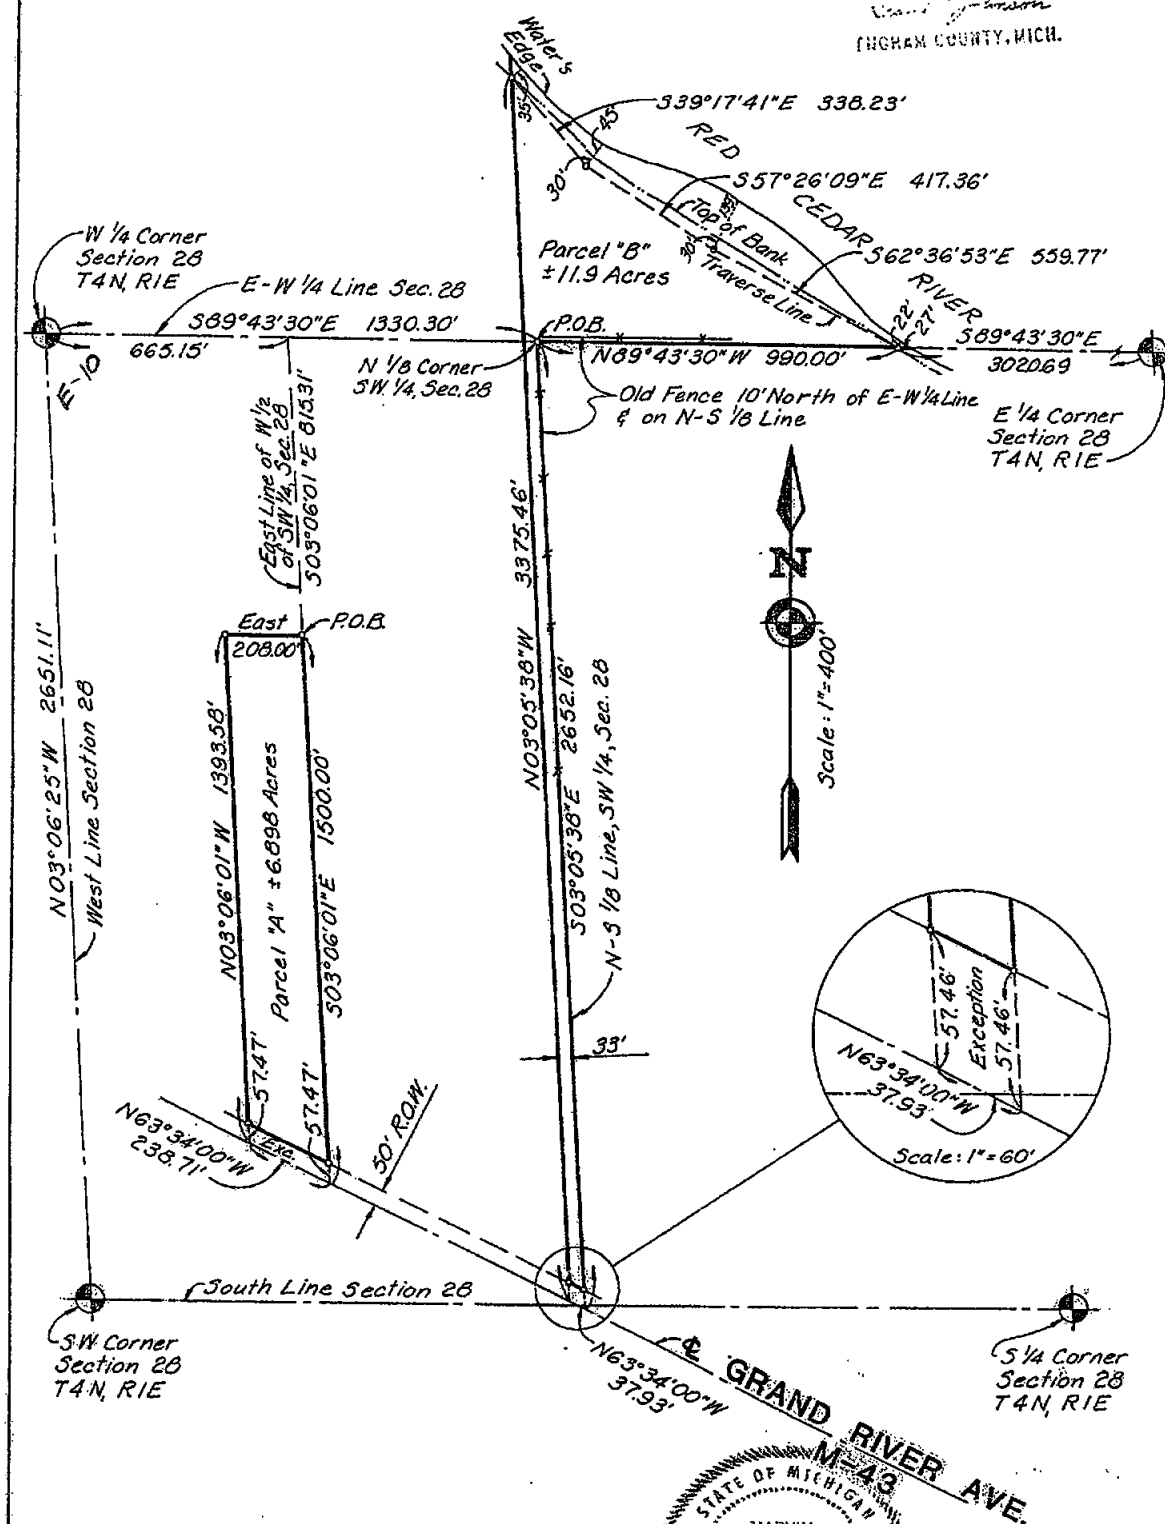 INGHAM COUNTY, MICH.
Water's
Edge
35'
S39°17'41"E 338.23'
45'
RED
30'
S57°26'09"E 417.36'
CEDAR
Top of Bank
30'
Traverse Line
S62°36'53"E 559.77'
RIVER
22'
27'
Parcel "B"
±11.9 Acres
W 1/4 Corner
Section 28
T4N, R1E
E-W 1/4 Line Sec. 28
S89°43'30"E 1330.30'
665.15'
E-10
P.O.B.
N89°43'30"W 990.00'
S89°43'30"E
3020.69
N 1/8 Corner
SW 1/4, Sec. 28
Old Fence 10' North of E-W 1/4 Line
& on N-S 1/8 Line
E 1/4 Corner
Section 28
T4N, R1E
East Line of W 1/2
of SW 1/4, Sec. 28
S03°06'01"E 815.31'
N
Scale: 1"=400'
East
208.00'
P.O.B.
N03°06'25"W 2651.11'
West Line Section 28
N03°06'01"W 1393.58'
Parcel "A" ±6.898 Acres
S03°06'01"E 1500.00'
N03°05'38"W 3375.46'
S03°05'38"E 2652.16'
N-S 1/8 Line, SW 1/4, Sec. 28
33'
57.47'
57.47'
Exc.
N63°34'00"W
238.71'
50' R.O.W.
57.46'
Exception
57.46'
N63°34'00"W
37.93'
Scale: 1"=60'
South Line Section 28
SW Corner
Section 28
T4N, R1E
N63°34'00"W
37.93'
S 1/4 Corner
Section 28
T4N, R1E
℄ GRAND RIVER AVE.
M-43
STATE OF MICHIGAN